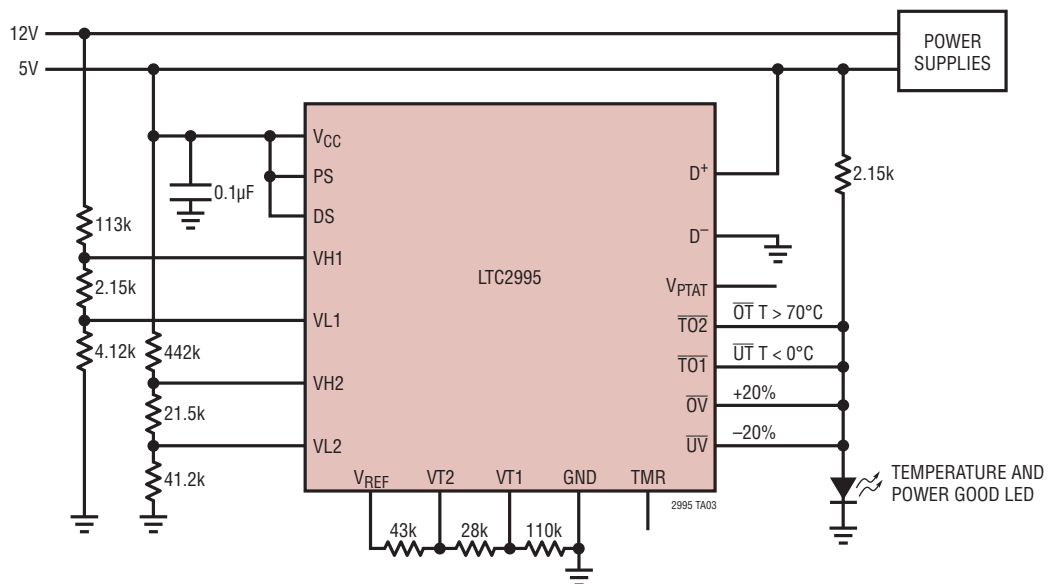 12V
5V
POWER
SUPPLIES
VCC
PS
DS
VH1
VL1
VH2
VL2
0.1µF
113k
2.15k
4.12k
442k
21.5k
41.2k
LTC2995
D+
D–
VPTAT
TO2
TO1
OV
UV
2.15k
OT T > 70°C
UT T < 0°C
+20%
–20%
VREF
VT2
VT1
GND
TMR
2995 TA03
43k
28k
110k
TEMPERATURE AND
POWER GOOD LED